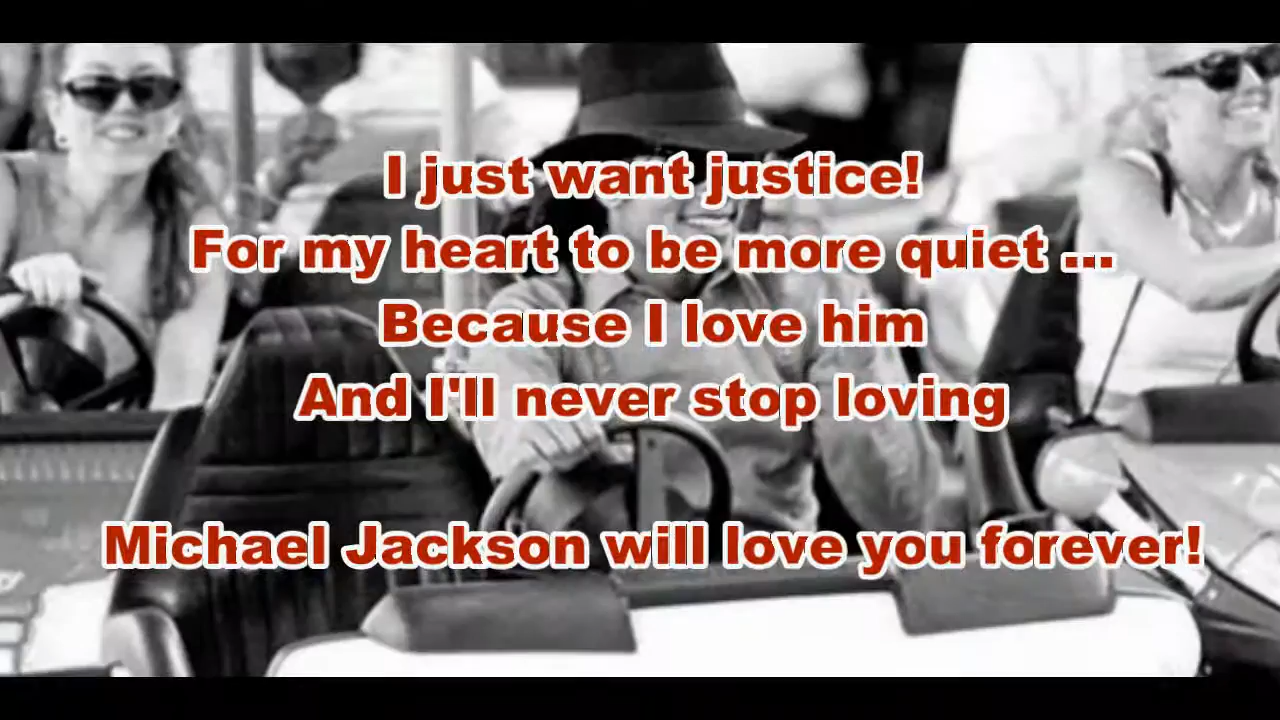 I just want justice!
For my heart to be more quiet ...
Because I love him
And I'll never stop loving
Michael Jackson will love you forever!